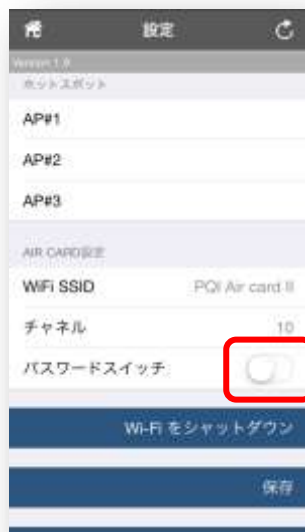 設定
Version 1.9
ホットスポット
AP#1
AP#2
AP#3
AIR CARD設定
WiFi SSID PQI Air card II
チャネル 10
パスワードスイッチ
Wi-Fi をシャットダウン
保存